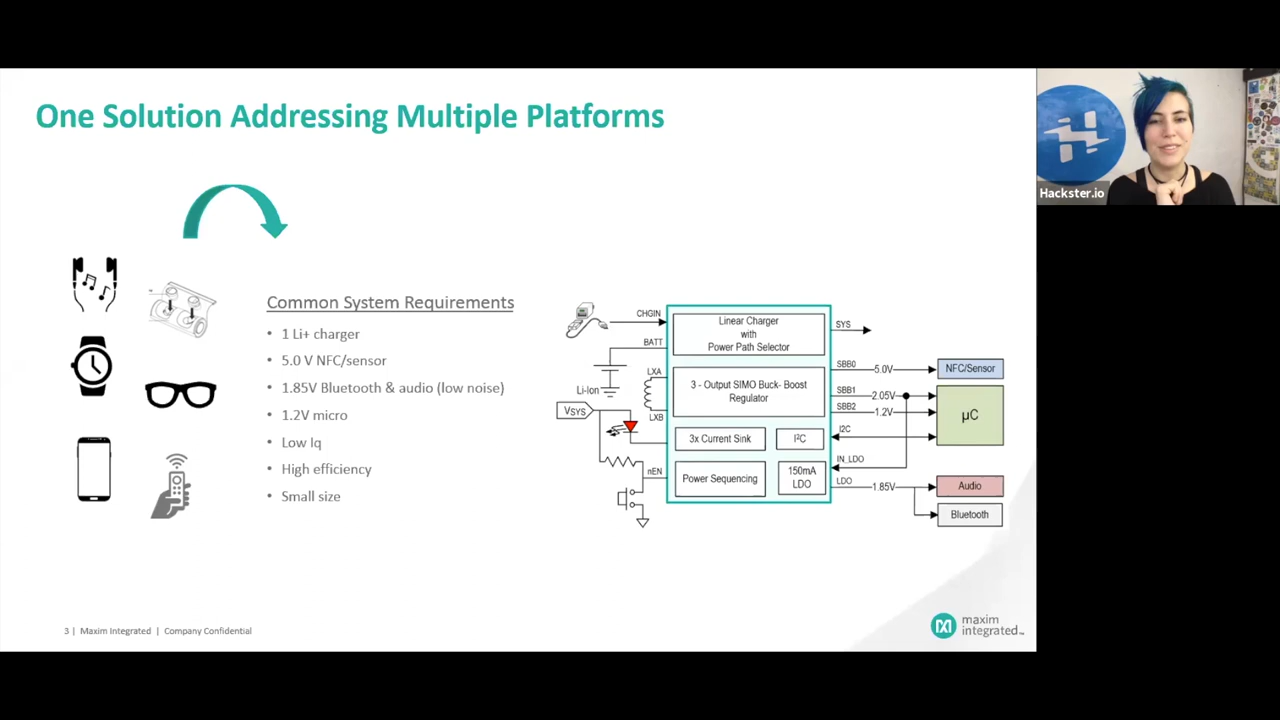 One Solution Addressing Multiple Platforms
Hackster.io
Common System Requirements
• 1 Li+ charger
• 5.0 V NFC/sensor
• 1.85V Bluetooth & audio (low noise)
• 1.2V micro
• Low Iq
• High efficiency
• Small size
CHGIN
BATT
Li-Ion
LXA
LXB
VSYS
nEN
Linear Charger
with
Power Path Selector
3 - Output SIMO Buck- Boost
Regulator
3x Current Sink
I²C
Power Sequencing
150mA
LDO
SYS
SBB0
5.0V
SBB1
2.05V
SBB2
1.2V
I2C
IN_LDO
LDO
1.85V
NFC/Sensor
µC
Audio
Bluetooth
3 | Maxim Integrated | Company Confidential
maxim
integrated™